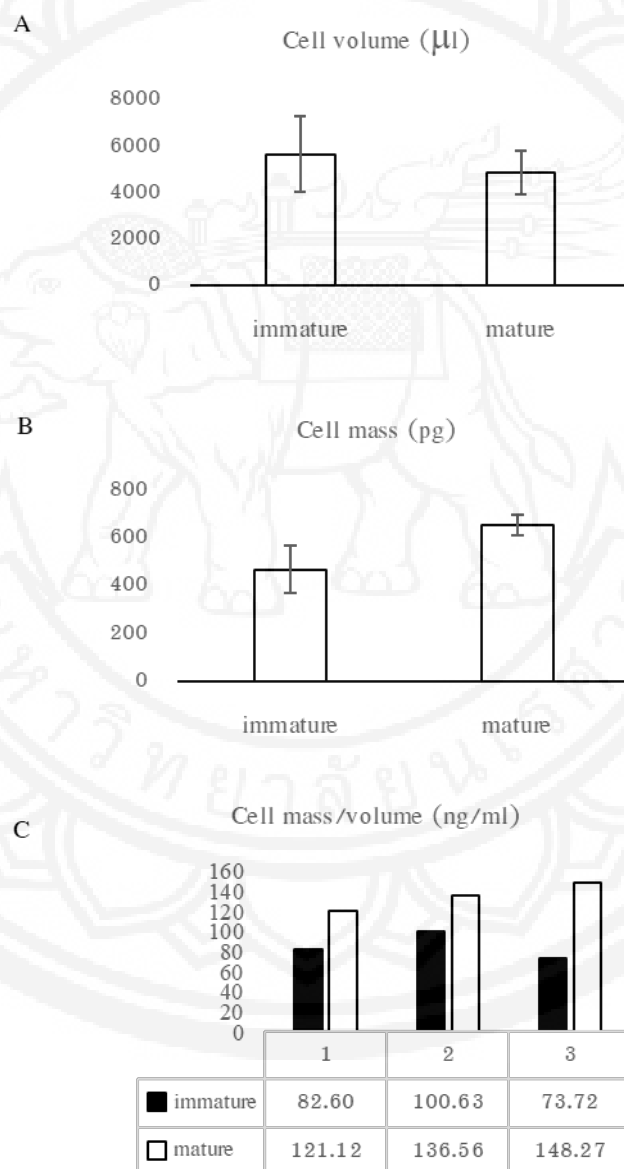 A
Cell volume (µl)
8000
6000
4000
2000
0
immature mature
B
Cell mass (pg)
800
600
400
200
0
immature mature
C
Cell mass/volume (ng/ml)
160
140
120
100
80
60
40
20
0
1 2 3
immature 82.60 100.63 73.72
mature 121.12 136.56 148.27